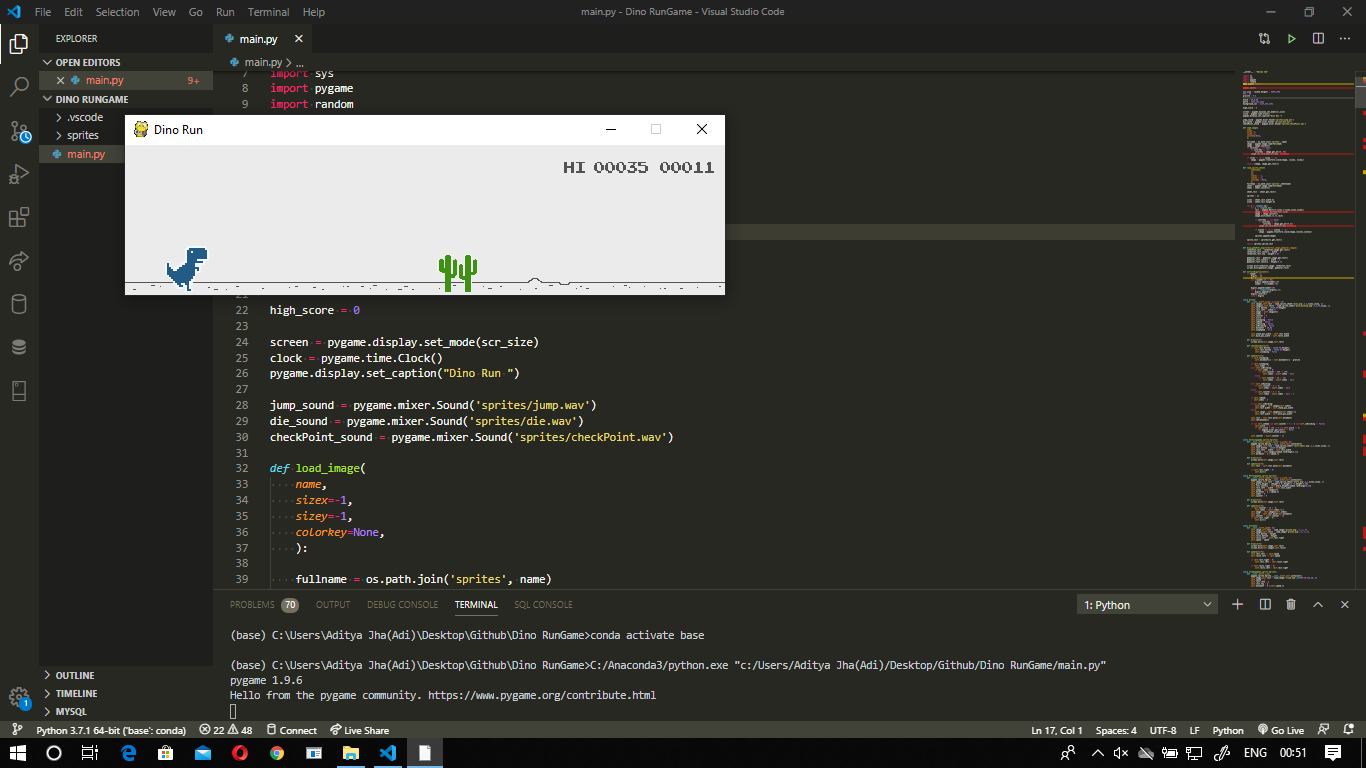 File Edit Selection View Go Run Terminal Help
main.py - Dino RunGame - Visual Studio Code
EXPLORER
OPEN EDITORS
main.py 9+
DINO RUNGAME
.vscode
sprites
main.py
OUTLINE
TIMELINE
MYSQL
main.py
main.py > ...
7 import sys
8 import pygame
9 import random
Dino Run
HI 00035 00011
22 high_score = 0
23
24 screen = pygame.display.set_mode(scr_size)
25 clock = pygame.time.Clock()
26 pygame.display.set_caption("Dino Run ")
27
28 jump_sound = pygame.mixer.Sound('sprites/jump.wav')
29 die_sound = pygame.mixer.Sound('sprites/die.wav')
30 checkPoint_sound = pygame.mixer.Sound('sprites/checkPoint.wav')
31
32 def load_image(
33 name,
34 sizex=-1,
35 sizey=-1,
36 colorkey=None,
37 ):
38
39 fullname = os.path.join('sprites', name)
PROBLEMS 70 OUTPUT DEBUG CONSOLE TERMINAL SQL CONSOLE
1: Python
(base) C:\Users\Aditya Jha(Adi)\Desktop\Github\Dino RunGame>conda activate base
(base) C:\Users\Aditya Jha(Adi)\Desktop\Github\Dino RunGame>C:/Anaconda3/python.exe "c:/Users/Aditya Jha(Adi)/Desktop/Github/Dino RunGame/main.py"
pygame 1.9.6
Hello from the pygame community. https://www.pygame.org/contribute.html
1
Python 3.7.1 64-bit ('base': conda) 22 48 Connect Live Share
Ln 17, Col 1 Spaces: 4 UTF-8 LF Python Go Live
ENG 00:51